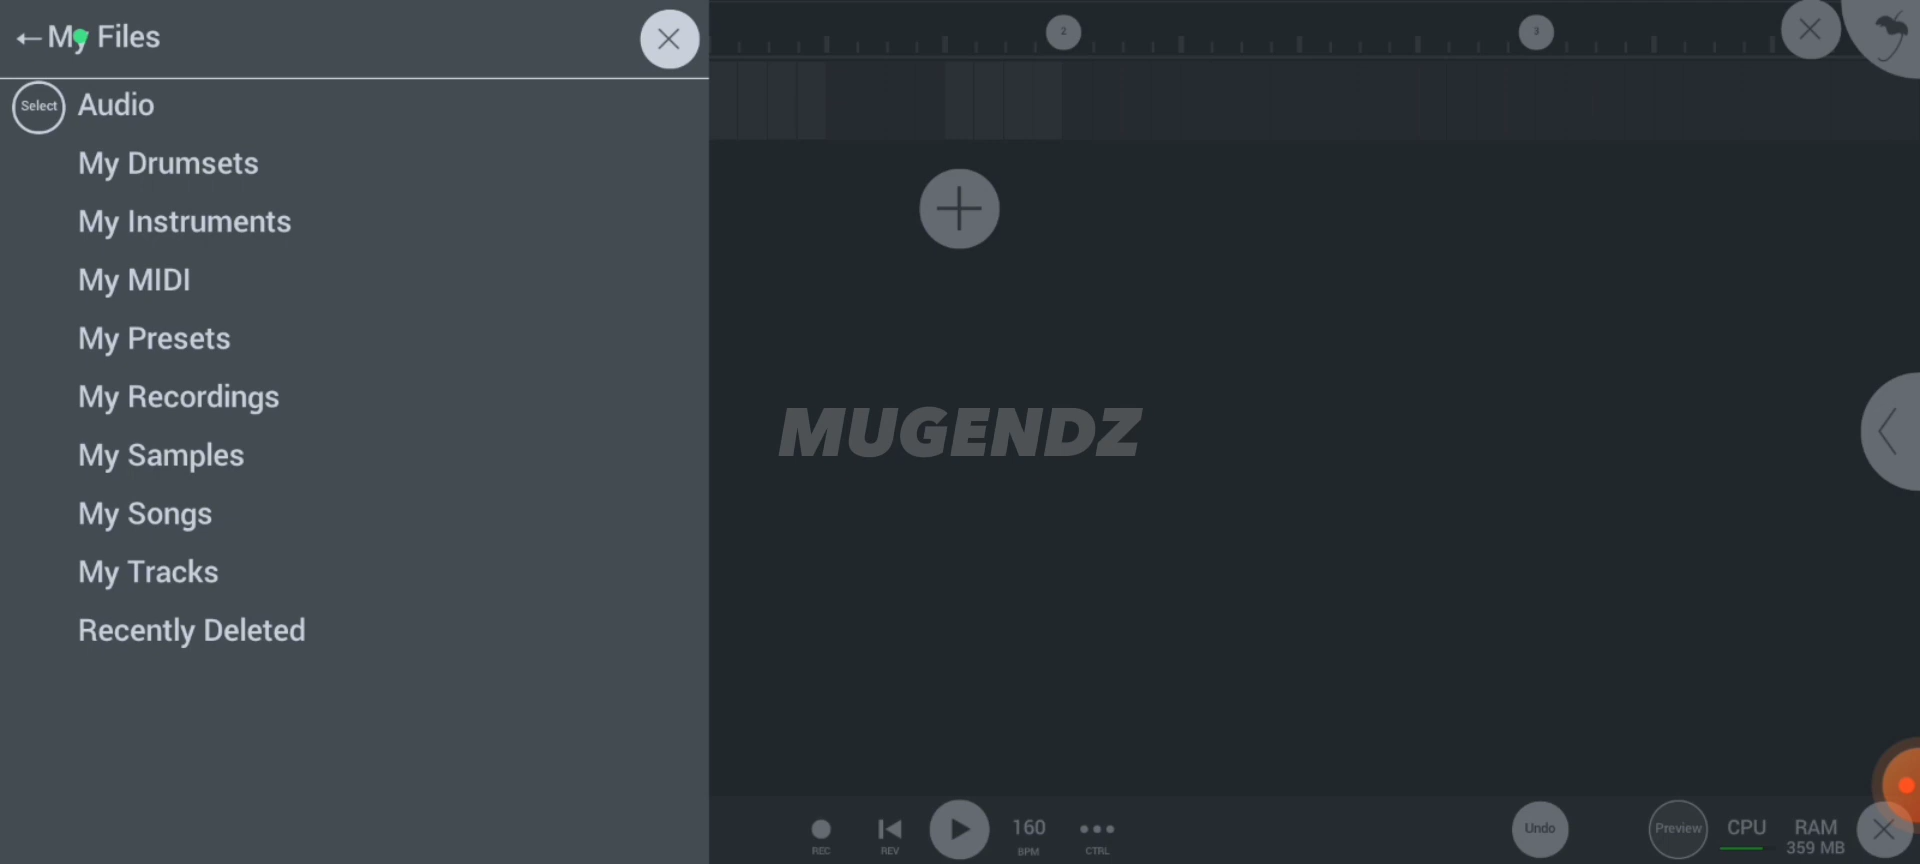 My Files
Select
Audio
My Drumsets
My Instruments
My MIDI
My Presets
My Recordings
My Samples
My Songs
My Tracks
Recently Deleted
2
3
MUGENDZ
REC
REV
160
BPM
CTRL
Undo
Preview
CPU
RAM
359 MB